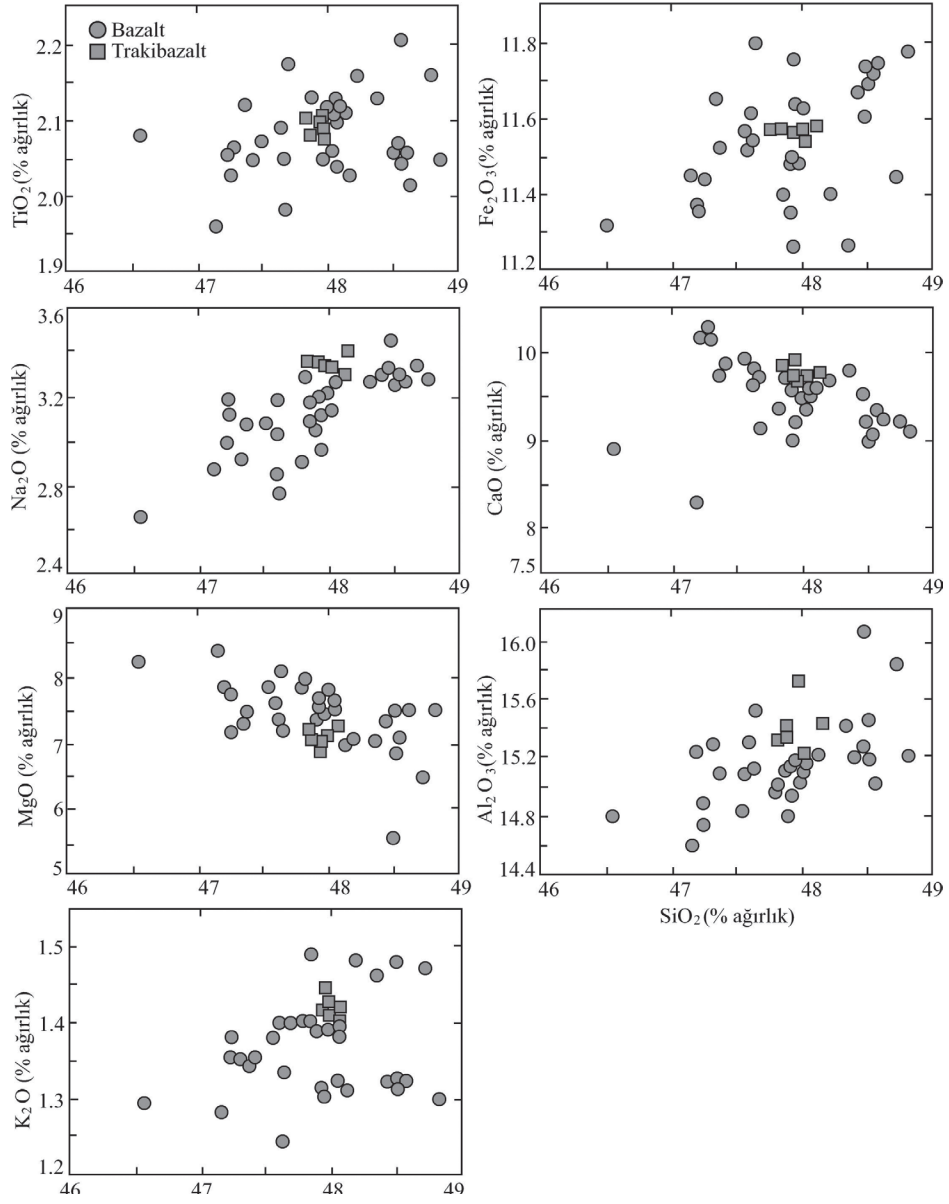 Bazalt
Trakibazalt
2.2
2.1
2.0
1.9
TiO2 (% ağırlık)
46 47 48 49
11.8
11.6
11.4
11.2
Fe2O3 (% ağırlık)
46 47 48 49
3.6
3.2
2.8
2.4
Na2O (% ağırlık)
46 47 48 49
10
9
8
7.5
CaO (% ağırlık)
46 47 48 49
9
8
7
6
5
MgO (% ağırlık)
46 47 48 49
16.0
15.6
15.2
14.8
14.4
Al2O3 (% ağırlık)
46 47 48 49
SiO2 (% ağırlık)
1.5
1.4
1.3
1.2
K2O (% ağırlık)
46 47 48 49